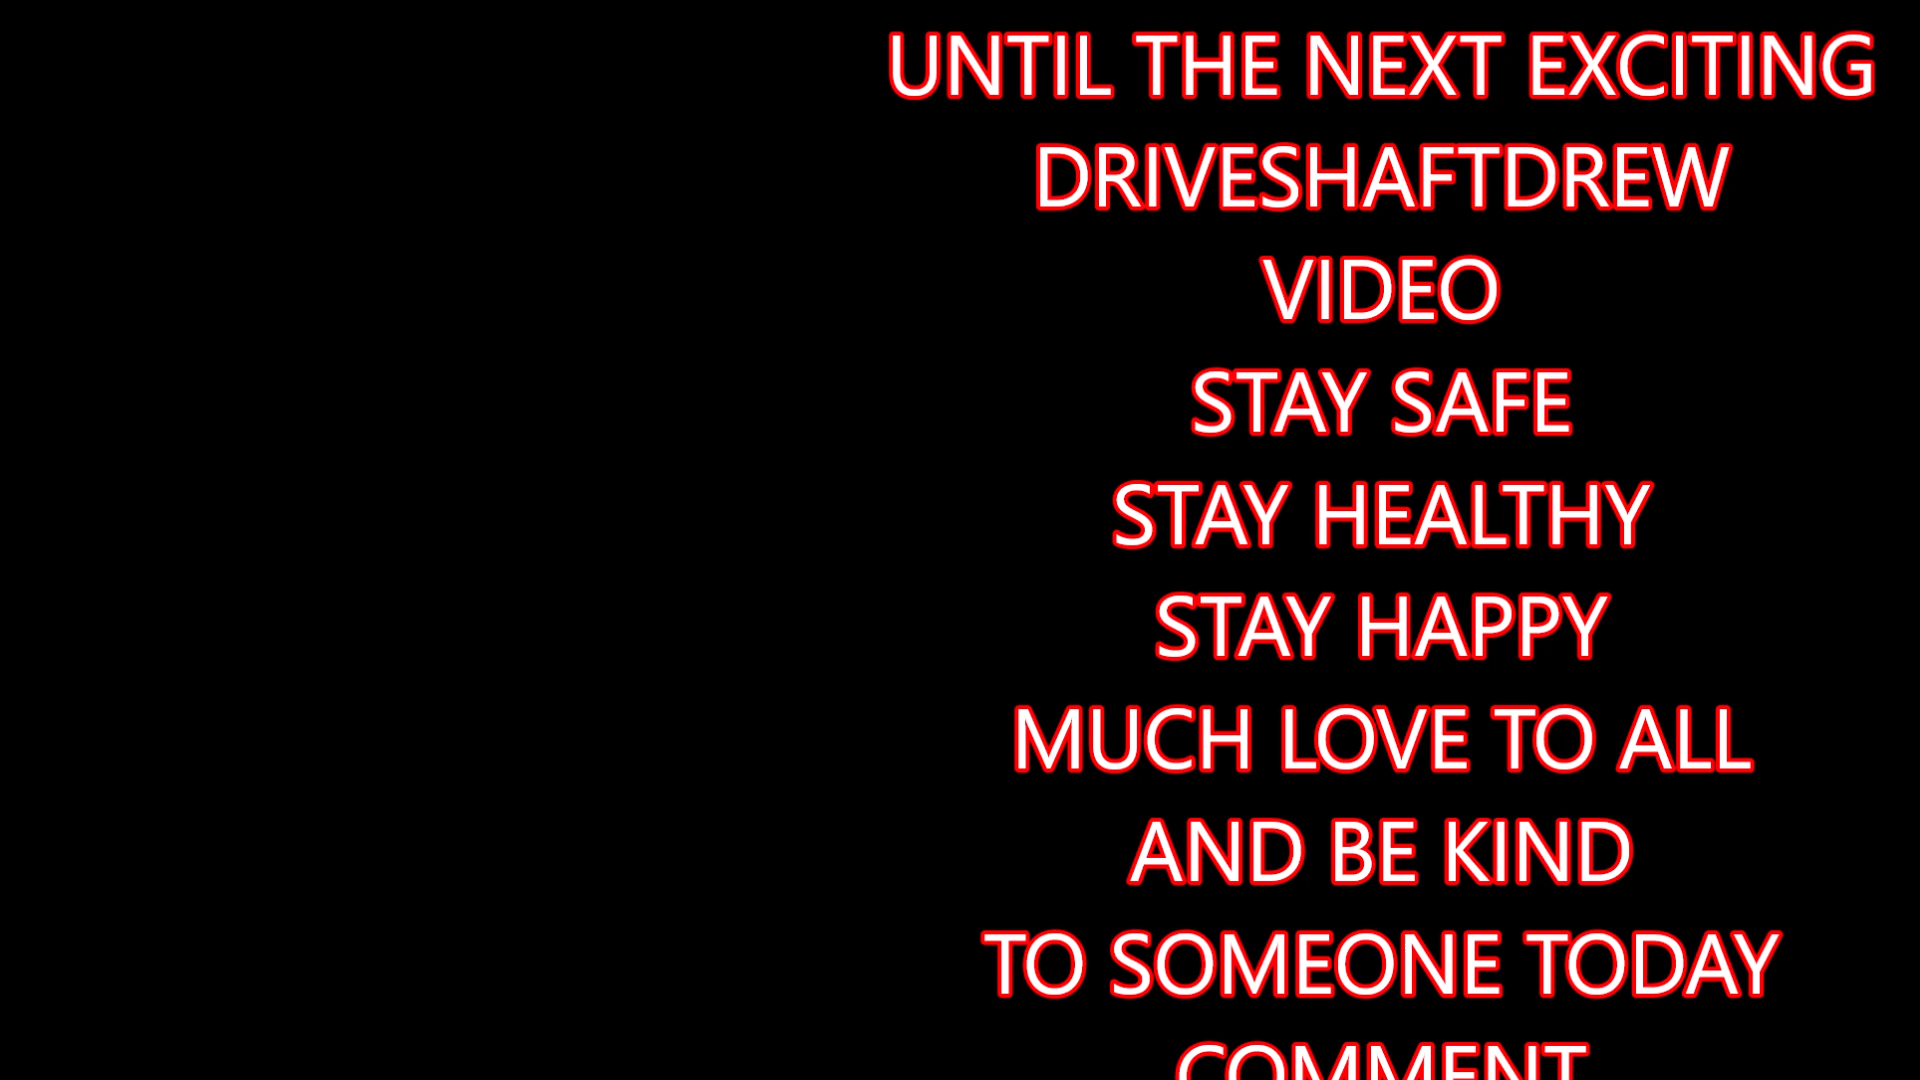 UNTIL THE NEXT EXCITING
DRIVESHAFTDREW
VIDEO
STAY SAFE
STAY HEALTHY
STAY HAPPY
MUCH LOVE TO ALL
AND BE KIND
TO SOMEONE TODAY
COMMENT